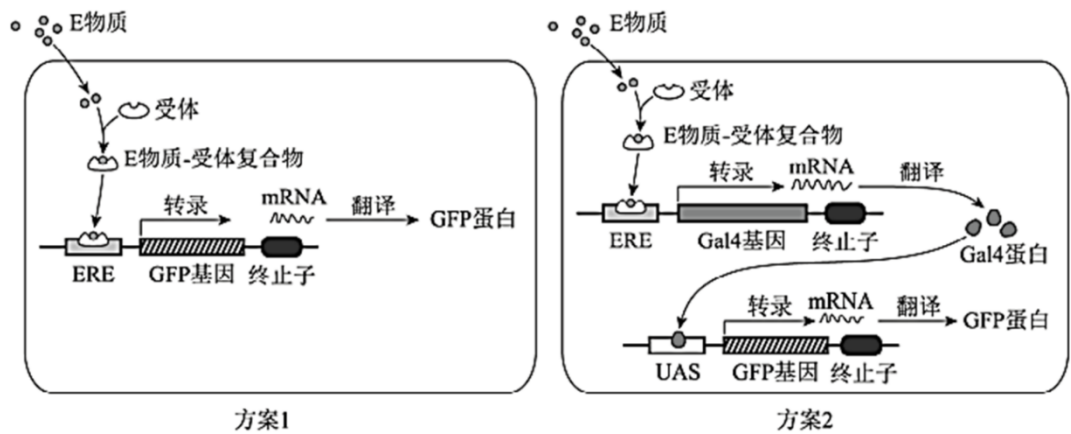 E物质
受体
E物质-受体复合物
转录
mRNA
翻译
GFP蛋白
ERE
GFP基因
终止子
方案1
E物质
受体
E物质-受体复合物
转录
mRNA
翻译
ERE
Gal4基因
终止子
Gal4蛋白
转录
mRNA
翻译
GFP蛋白
UAS
GFP基因
终止子
方案2